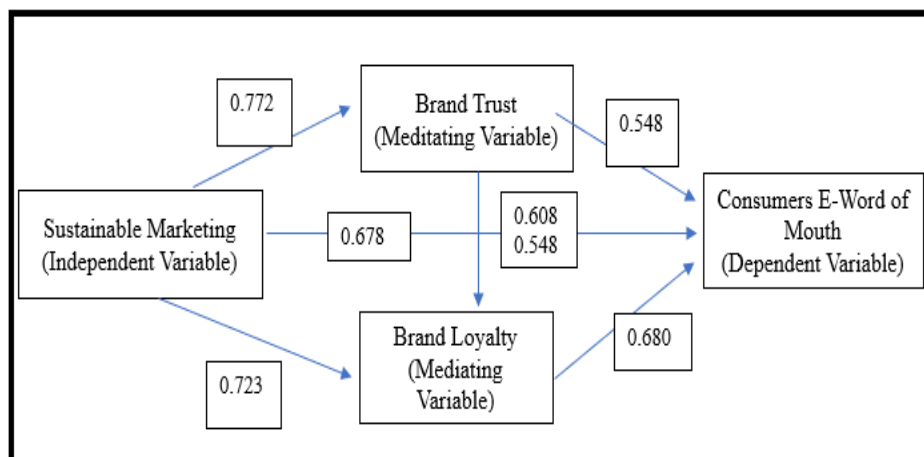 0.772
Brand Trust
(Meditating Variable)
0.548
Sustainable Marketing
(Independent Variable)
0.678
0.608
0.548
Consumers E-Word of
Mouth
(Dependent Variable)
Brand Loyalty
(Mediating
Variable)
0.723
0.680